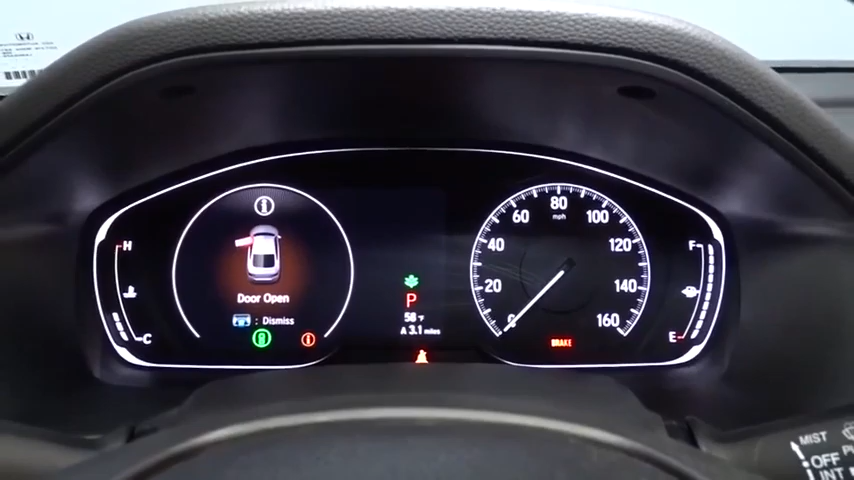 H
C
Door Open
: Dismiss
P
58°F
A 3.1 miles
0
20
40
60
80
100
120
140
160
mph
BRAKE
F
E
MIST
OFF
INT